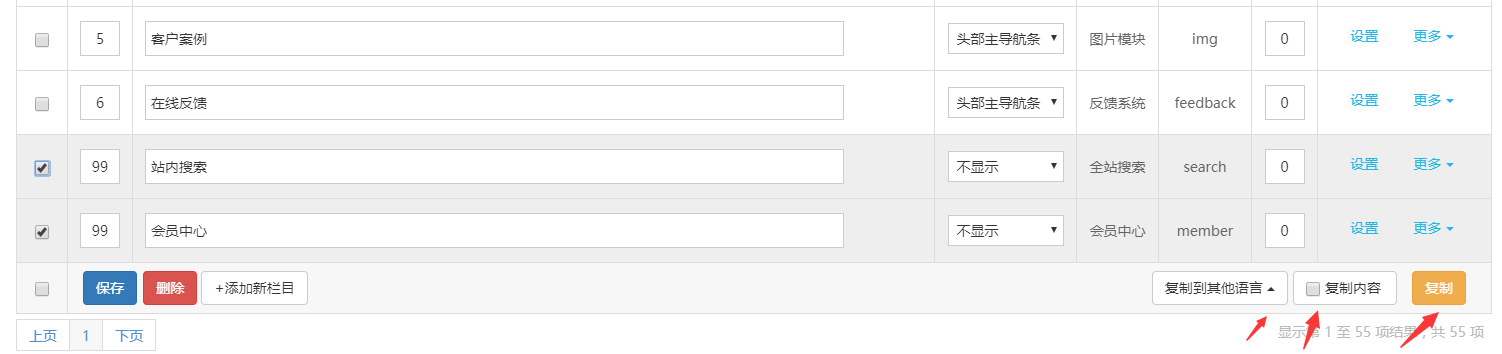 5 客户案例 头部主导航条 图片模块 img 0 设置 更多
6 在线反馈 头部主导航条 反馈系统 feedback 0 设置 更多
99 站内搜索 不显示 全站搜索 search 0 设置 更多
99 会员中心 不显示 会员中心 member 0 设置 更多
保存 删除 +添加新栏目 复制到其他语言 复制内容 复制
上页 1 下页 显示第 1 至 55 项结果，共 55 项